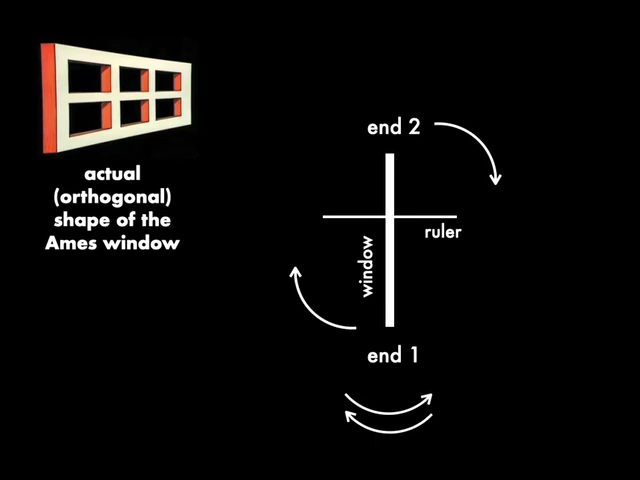 actual
(orthogonal)
shape of the
Ames window
end 2
ruler
window
end 1